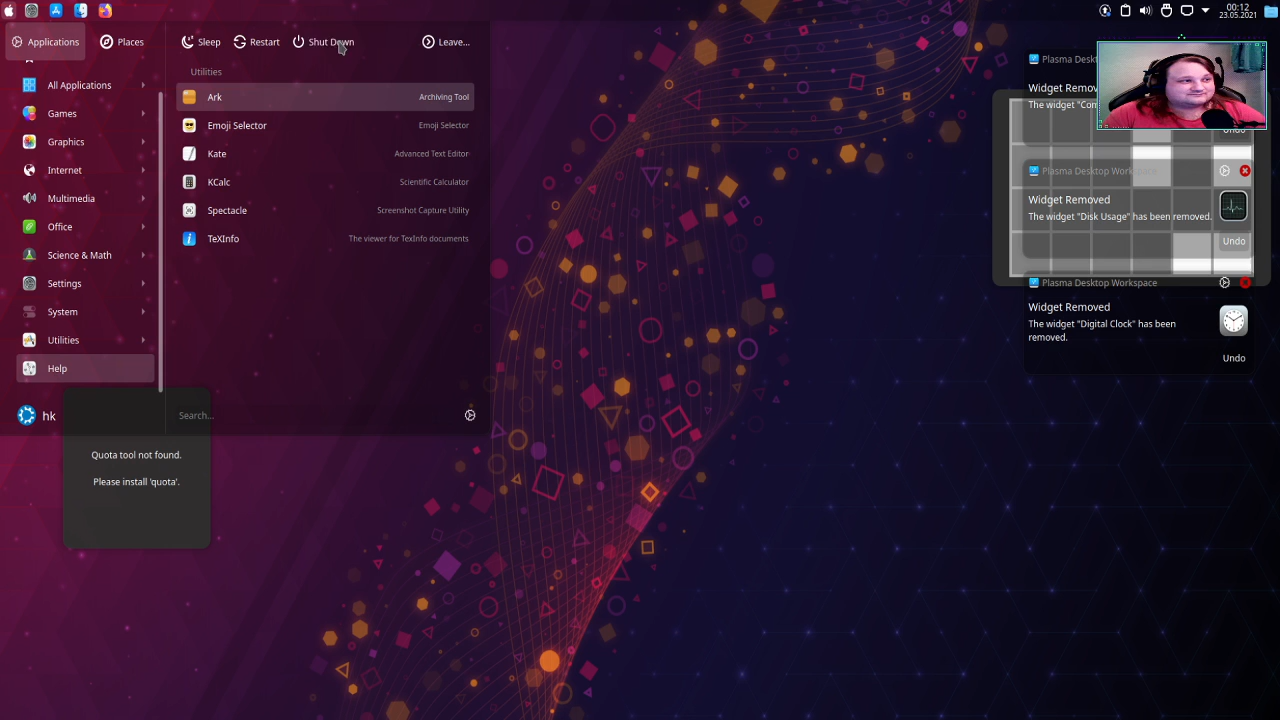 00:12
23.05.2021
Applications
Places
Sleep
Restart
Shut Down
Leave...
All Applications
Games
Graphics
Internet
Multimedia
Office
Science & Math
Settings
System
Utilities
Help
Utilities
Ark
Archiving Tool
Emoji Selector
Emoji Selector
Kate
Advanced Text Editor
KCalc
Scientific Calculator
Spectacle
Screenshot Capture Utility
TeXInfo
The viewer for TexInfo documents
hk
Search...
Quota tool not found.
Please install 'quota'.
Plasma
Widget
The widget
Undo
Plasma Desktop Workspace
Widget Removed
The widget "Disk Usage" has been removed.
Undo
Plasma Desktop Workspace
Widget Removed
The widget "Digital Clock" has been
removed.
Undo